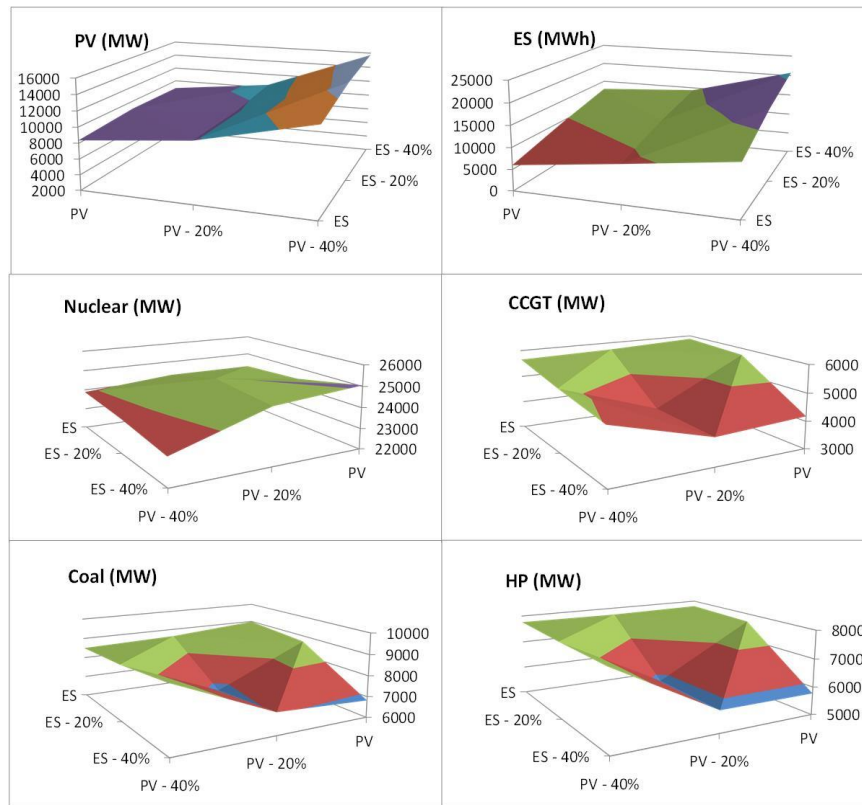 PV (MW)
16000
14000
12000
10000
8000
6000
4000
2000
PV
PV - 20%
PV - 40%
ES
ES - 20%
ES - 40%
ES (MWh)
25000
20000
15000
10000
5000
0
PV
PV - 20%
PV - 40%
ES
ES - 20%
ES - 40%
Nuclear (MW)
26000
25000
24000
23000
22000
ES
ES - 20%
ES - 40%
PV - 40%
PV - 20%
PV
CCGT (MW)
6000
5000
4000
3000
ES
ES - 20%
ES - 40%
PV - 40%
PV - 20%
PV
Coal (MW)
10000
9000
8000
7000
6000
ES
ES - 20%
ES - 40%
PV - 40%
PV - 20%
PV
HP (MW)
8000
7000
6000
5000
ES
ES - 20%
ES - 40%
PV - 40%
PV - 20%
PV